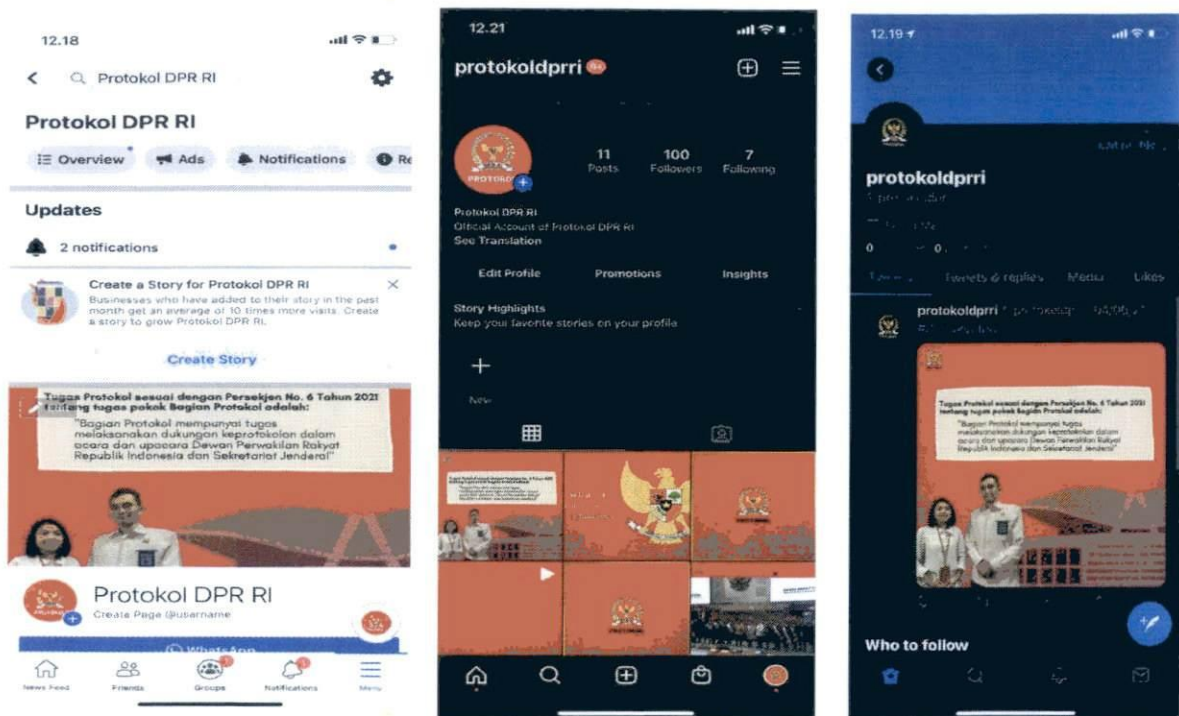 12.18
Protokol DPR RI
Protokol DPR RI
Overview
Ads
Notifications
Re
Updates
2 notifications
Create a Story for Protokol DPR RI
Businesses who have added to their story in the past
month get an average of 10 times more visits. Create
a story to grow Protokol DPR RI.
Create Story
Tugas Protokol sesuai dengan Persekjen No. 6 Tahun 2021
tentang tugas pokok Bagian Protokol adalah:
"Bagian Protokol mempunyai tugas
melaksanakan dukungan keprotokolan dalam
acara dan upacara Dewan Perwakilan Rakyat
Republik Indonesia dan Sekretariat Jenderal"
Protokol DPR RI
Create Page @username
WhatsApp
News Feed
Friends
Groups
Notifications
Menu
12.21
protokoldprri
9+
PROTOKOL
11
Posts
100
Followers
7
Following
Protokol DPR RI
Official Account of Protokol DPR RI
See Translation
Edit Profile
Promotions
Insights
Story Highlights
Keep your favorite stories on your profile
New
12.19
protokoldprri
0
0
Tweets & replies
Media
Likes
protokoldprri
Tugas Protokol sesuai dengan Persekjen No. 6 Tahun 2021
tentang tugas pokok Bagian Protokol adalah:
"Bagian Protokol mempunyai tugas
melaksanakan dukungan keprotokolan dalam
acara dan upacara Dewan Perwakilan Rakyat
Republik Indonesia dan Sekretariat Jenderal"
Who to follow